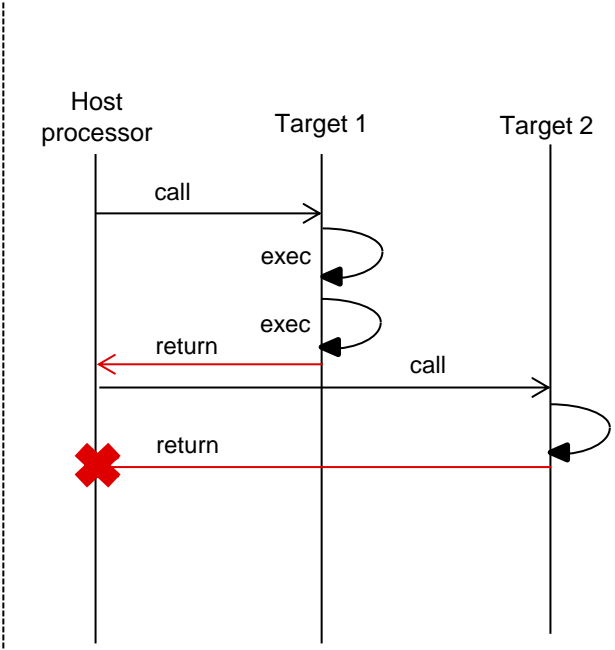 Host
processor
Target 1
Target 2
call
exec
exec
return
call
return